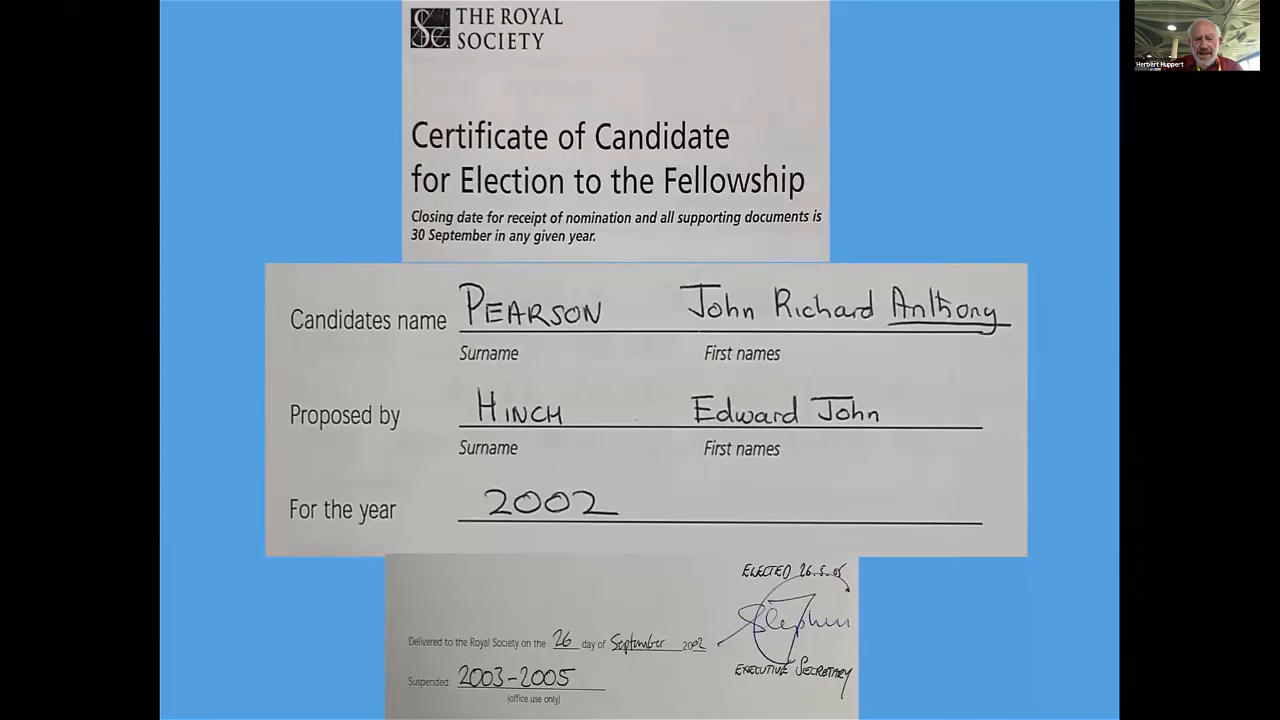 THE ROYAL
SOCIETY
Herbert Huppert
Certificate of Candidate
for Election to the Fellowship
Closing date for receipt of nomination and all supporting documents is
30 September in any given year.
Candidates name PEARSON John Richard Anthony
Surname First names
Proposed by HINCH Edward John
Surname First names
For the year 2002
ELECTED 26.5.05
Stephen
Delivered to the Royal Society on the 26 day of September 2002
EXECUTIVE SECRETARY
Suspended: 2003-2005
(office use only)